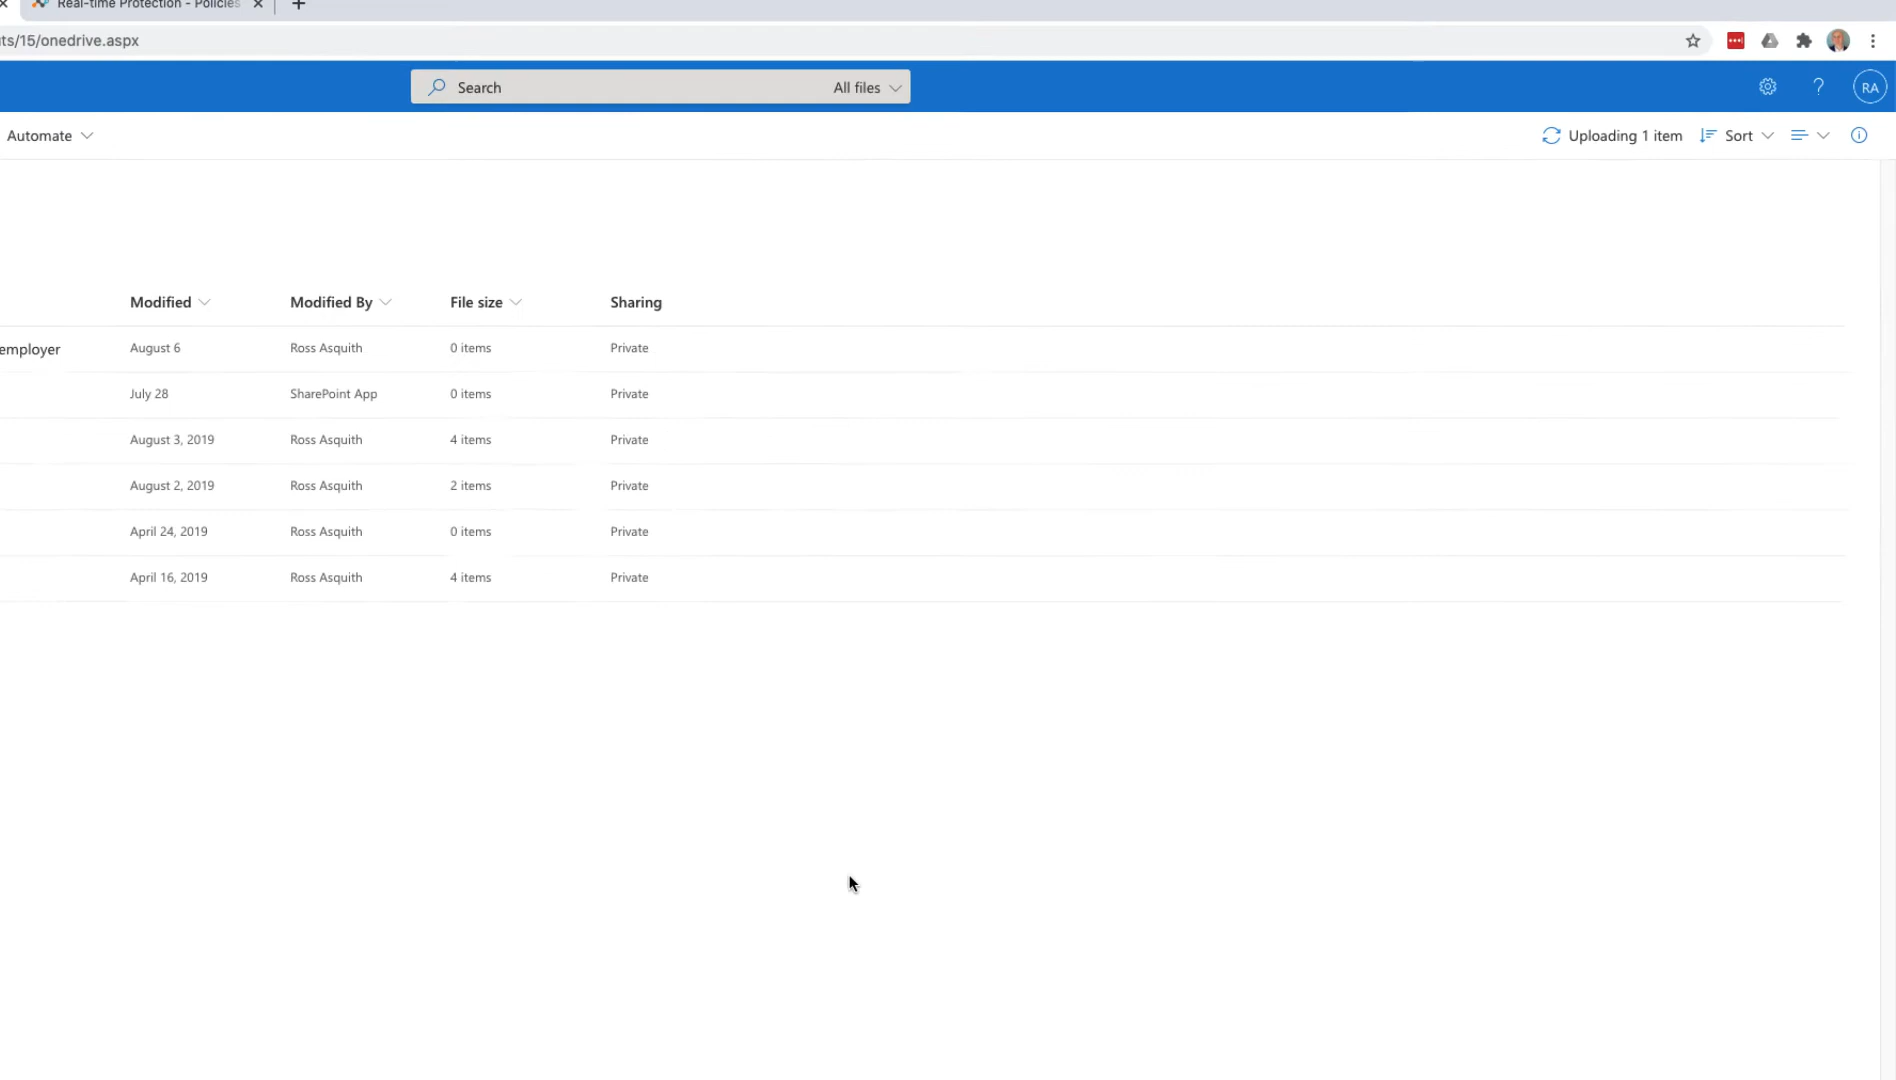 Real-time Protection - Policies
ts/15/onedrive.aspx
Search All files
RA
Automate Uploading 1 item Sort
Modified Modified By File size Sharing
employer August 6 Ross Asquith 0 items Private
July 28 SharePoint App 0 items Private
August 3, 2019 Ross Asquith 4 items Private
August 2, 2019 Ross Asquith 2 items Private
April 24, 2019 Ross Asquith 0 items Private
April 16, 2019 Ross Asquith 4 items Private